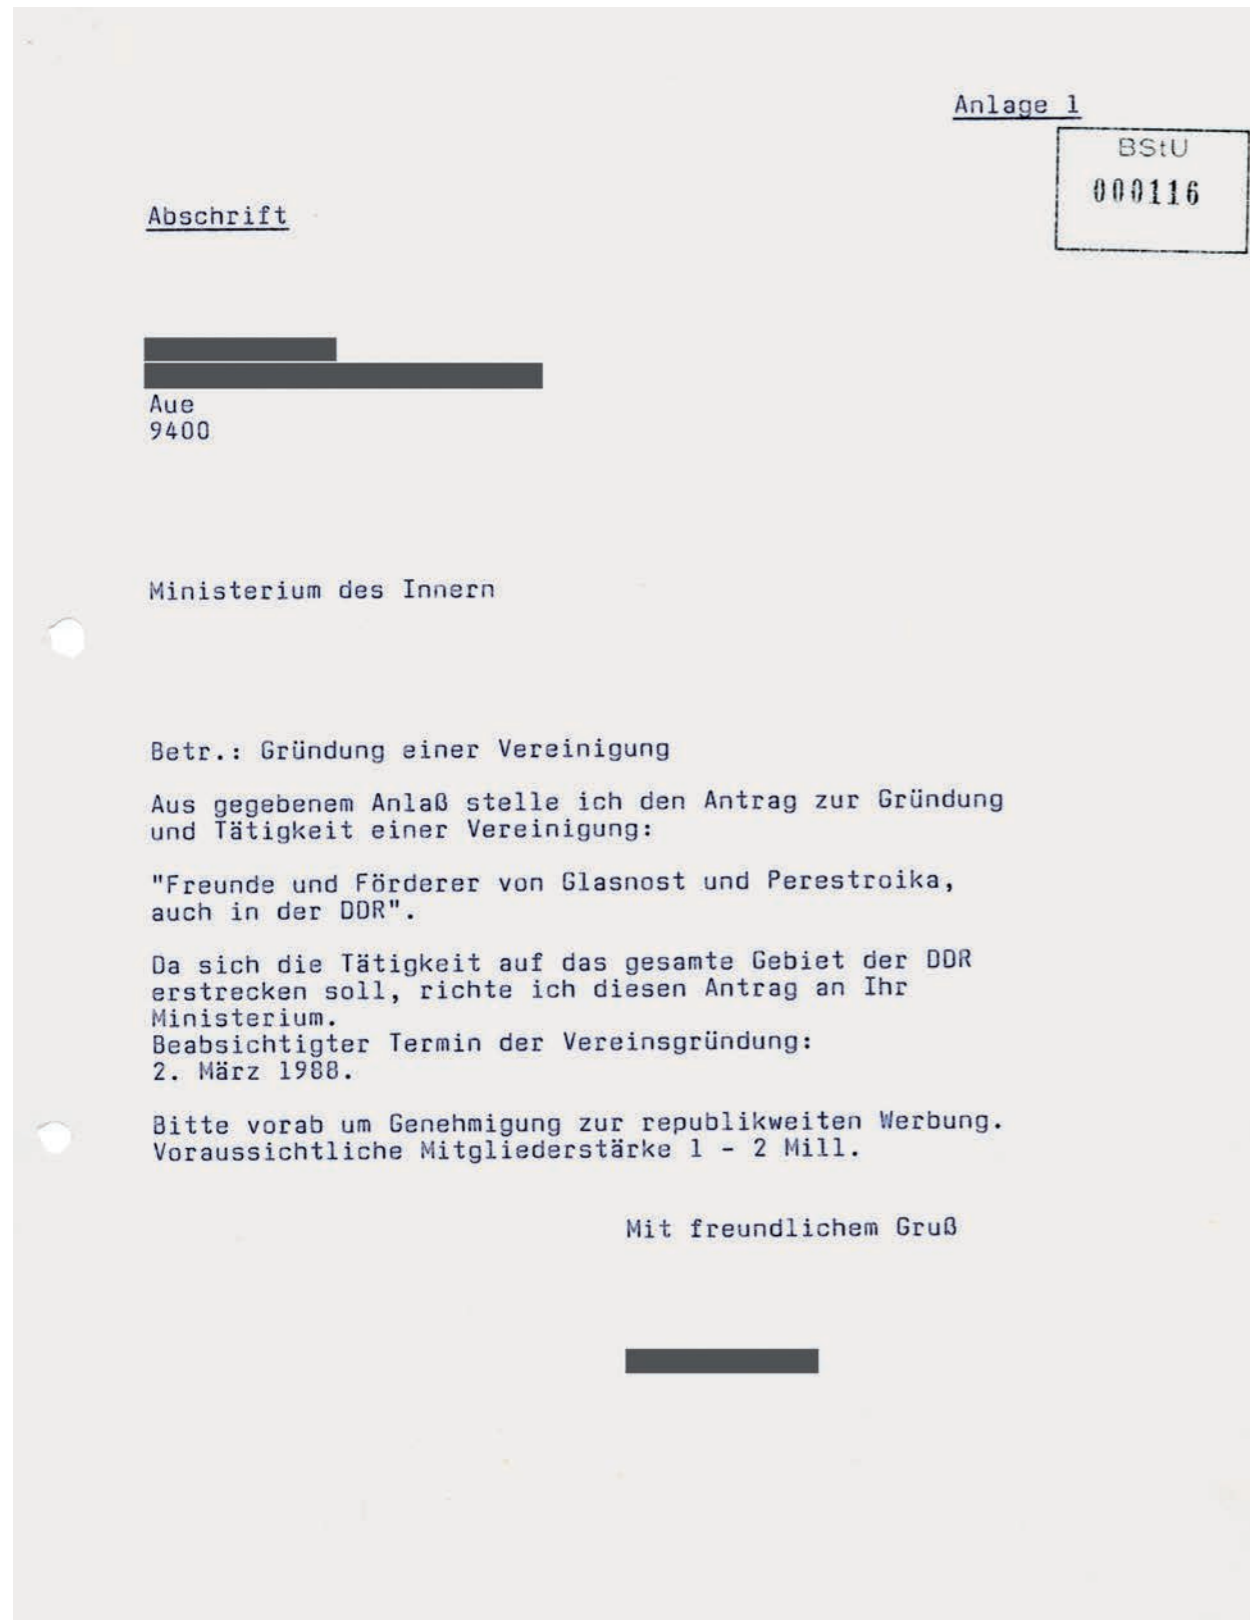 Anlage 1
BStU
000116
Abschrift
Aue
9400
Ministerium des Innern
Betr.: Gründung einer Vereinigung
Aus gegebenem Anlaß stelle ich den Antrag zur Gründung
und Tätigkeit einer Vereinigung:
"Freunde und Förderer von Glasnost und Perestroika,
auch in der DDR".
Da sich die Tätigkeit auf das gesamte Gebiet der DDR
erstrecken soll, richte ich diesen Antrag an Ihr
Ministerium.
Beabsichtigter Termin der Vereinsgründung:
2. März 1988.
Bitte vorab um Genehmigung zur republikweiten Werbung.
Voraussichtliche Mitgliederstärke 1 - 2 Mill.
Mit freundlichem Gruß